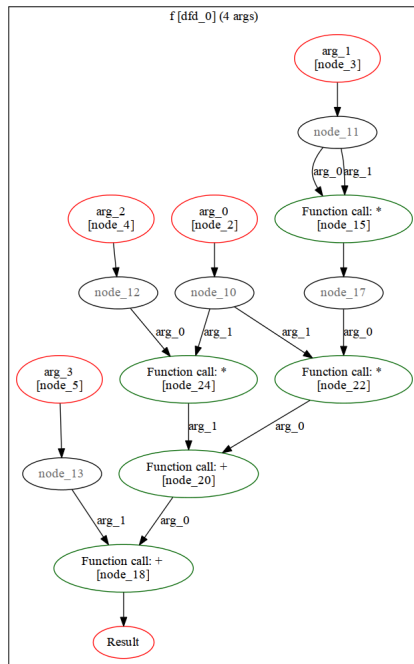 f [dfd_0] (4 args)
arg_1
[node_3]
node_11
arg_0
arg_1
arg_2
[node_4]
arg_0
[node_2]
Function call: *
[node_15]
node_12
node_10
node_17
arg_0
arg_1
arg_1
arg_0
arg_3
[node_5]
Function call: *
[node_24]
Function call: *
[node_22]
arg_1
arg_0
node_13
Function call: +
[node_20]
arg_1
arg_0
Function call: +
[node_18]
Result